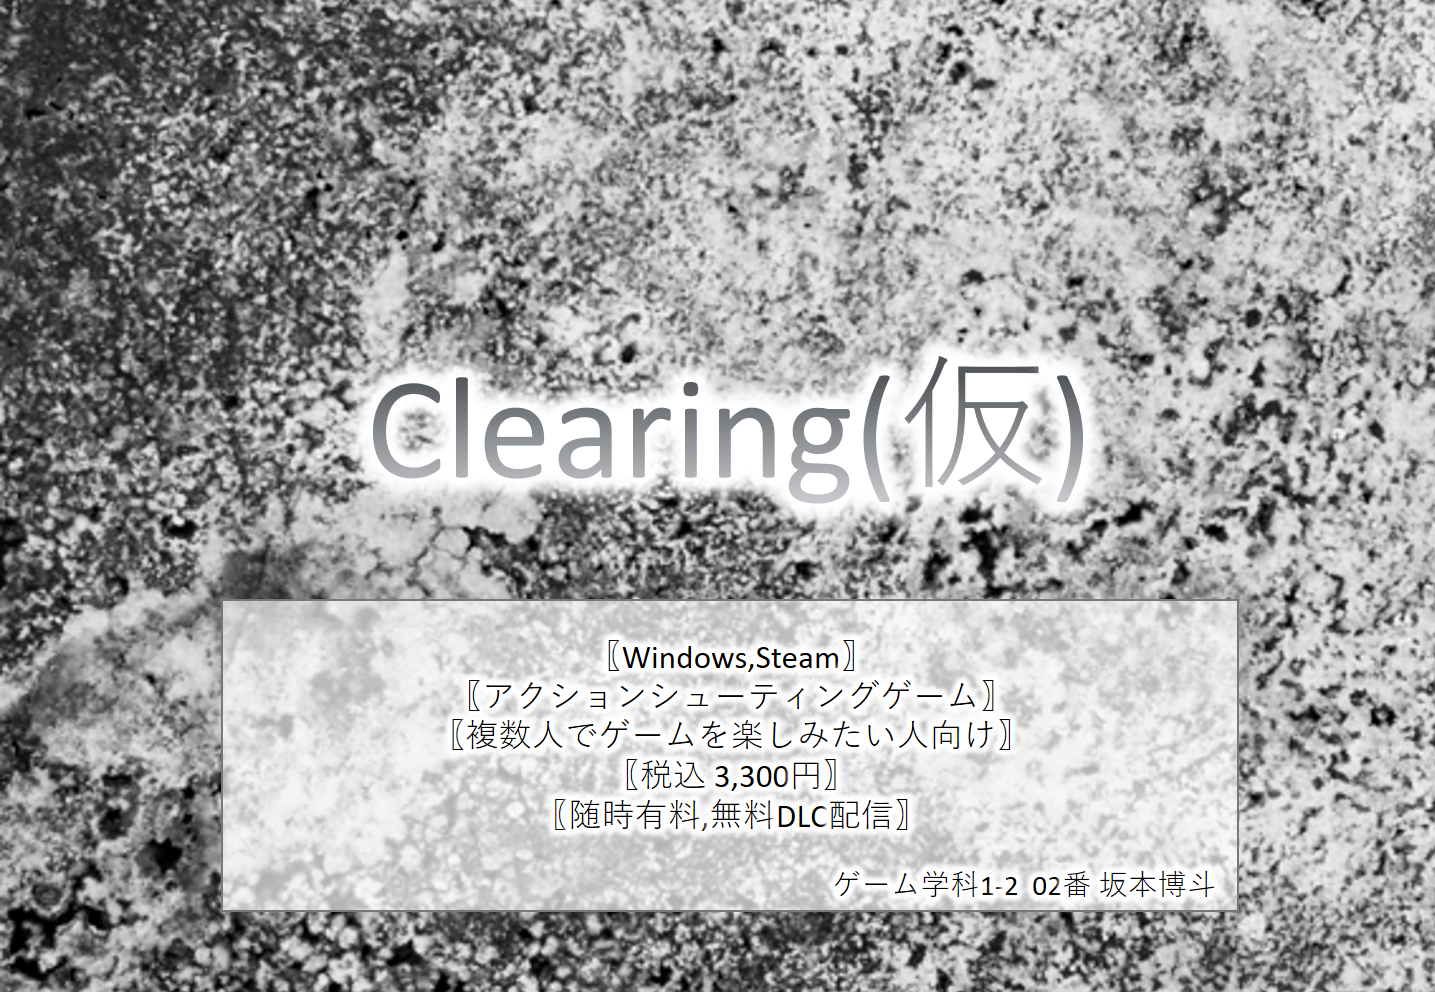 Clearing(仮)
〖Windows,Steam〗
〖アクションシューティングゲーム〗
〖複数人でゲームを楽しみたい人向け〗
〖税込 3,300円〗
〖随時有料,無料DLC配信〗
ゲーム学科1-2 02番 坂本博斗